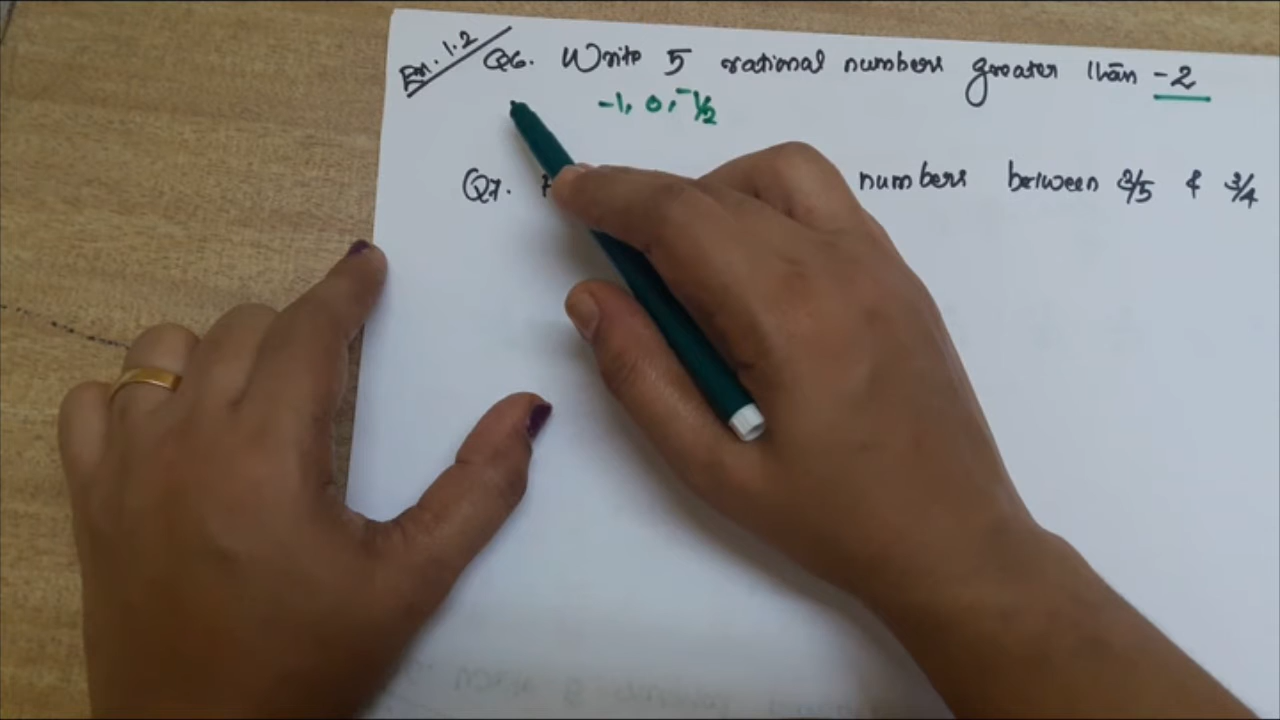 Ex. 1.2
Q6. Write 5 rational numbers greater than -2
-1, 0, -1/2
Q7. numbers between 3/5 & 3/4